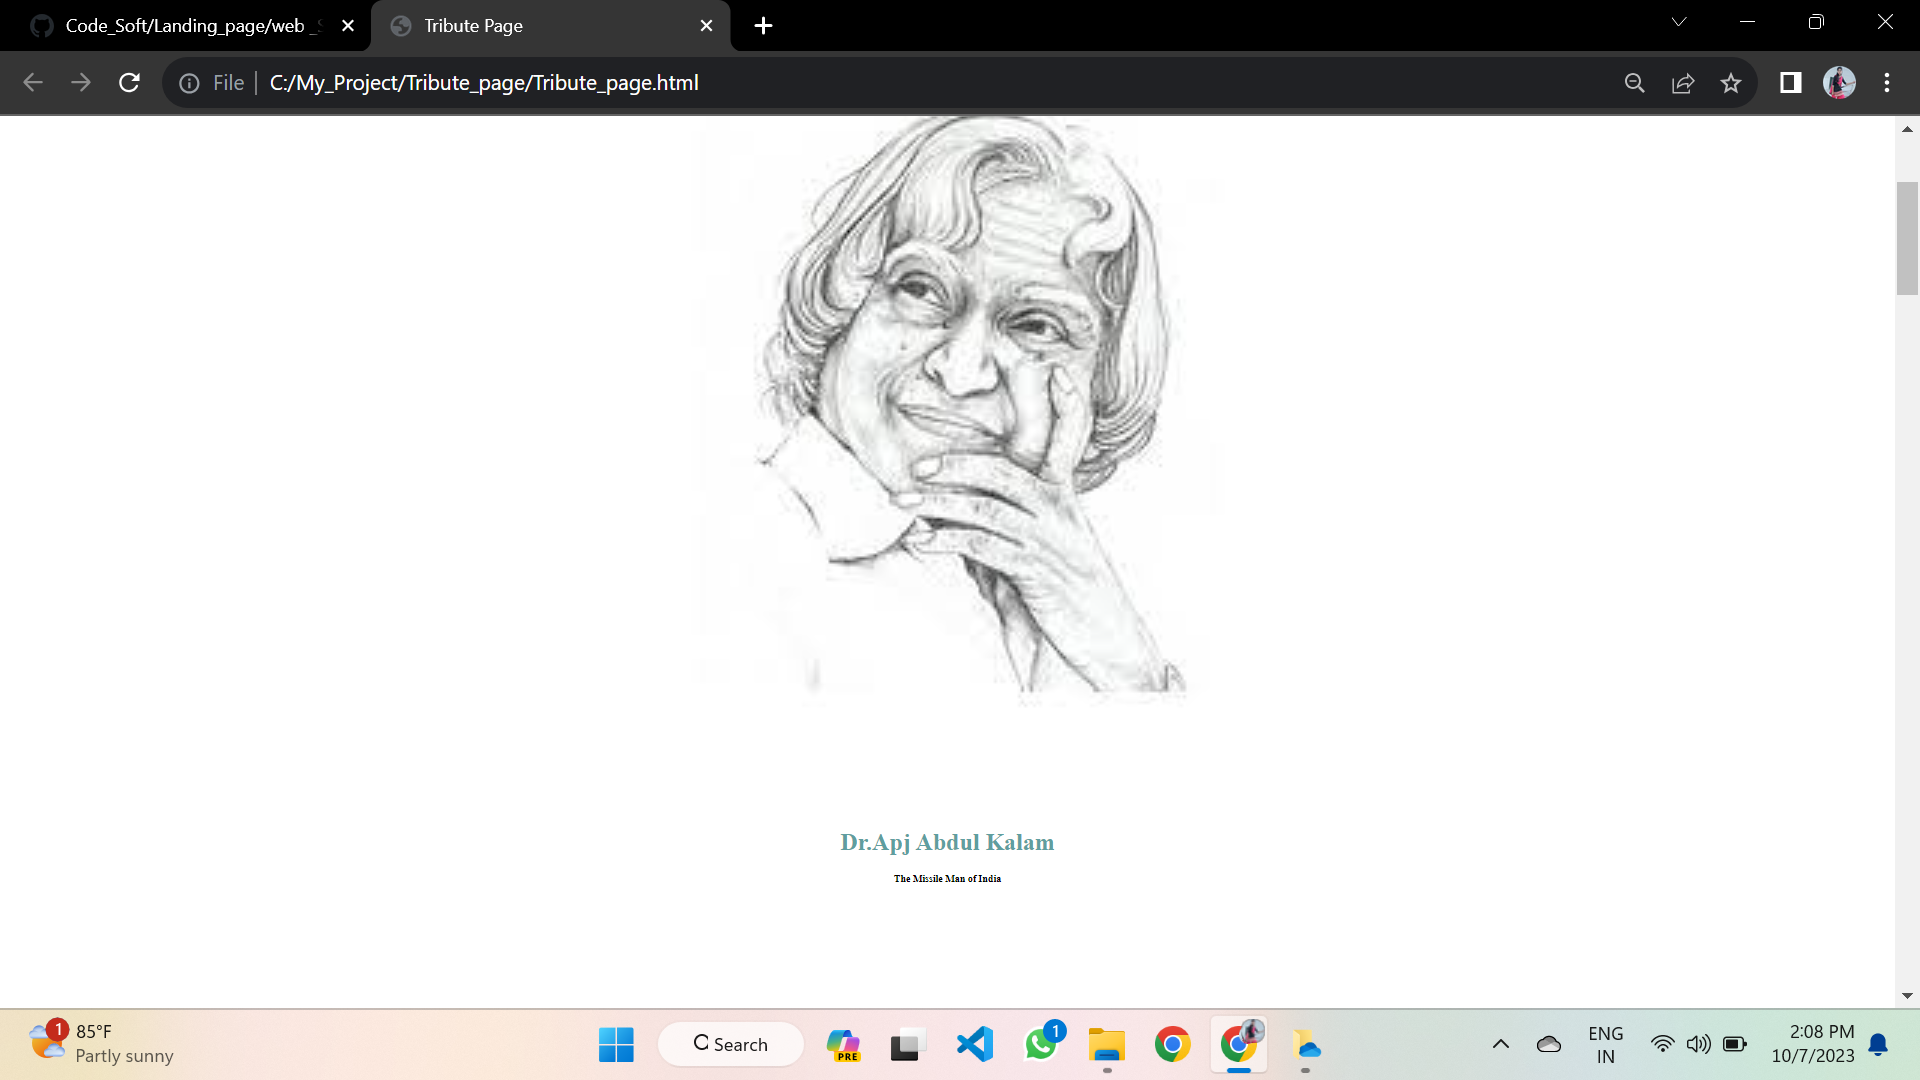 Code_Soft/Landing_page/web_
Tribute Page
File
C:/My_Project/Tribute_page/Tribute_page.html
Dr.Apj Abdul Kalam
The Missile Man of India
1
85°F
Partly sunny
Search
PRE
1
ENG
IN
2:08 PM
10/7/2023